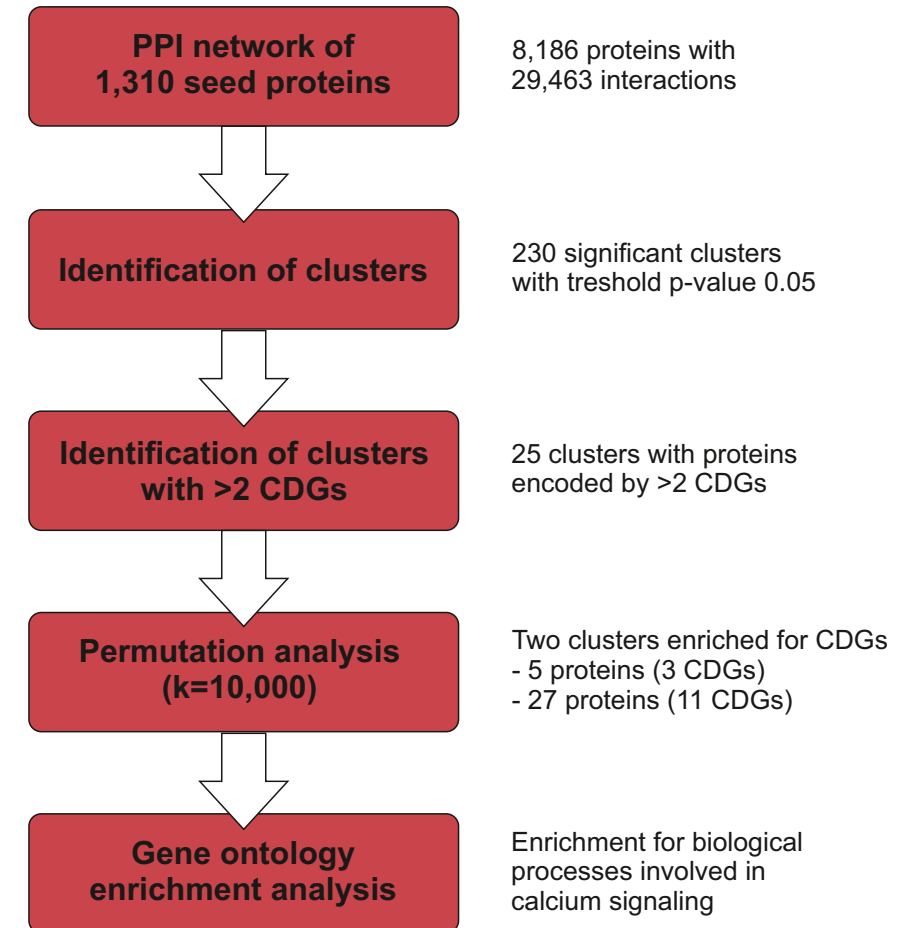 PPI network of
1,310 seed proteins
8,186 proteins with
29,463 interactions
Identification of clusters
230 significant clusters
with treshold p-value 0.05
Identification of clusters
with >2 CDGs
25 clusters with proteins
encoded by >2 CDGs
Permutation analysis
(k=10,000)
Two clusters enriched for CDGs
- 5 proteins (3 CDGs)
- 27 proteins (11 CDGs)
Gene ontology
enrichment analysis
Enrichment for biological
processes involved in
calcium signaling